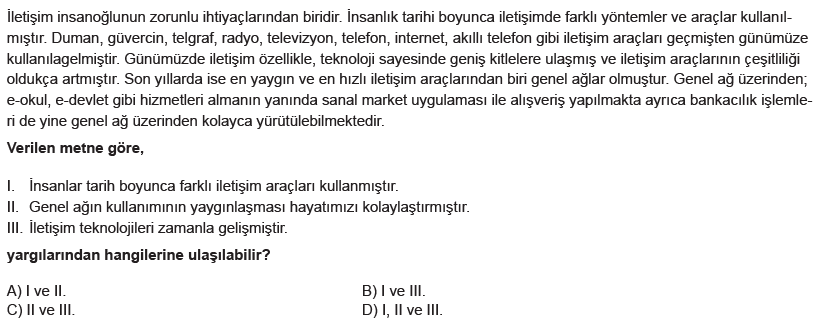 İletişim insanoğlunun zorunlu ihtiyaçlarından biridir. İnsanlık tarihi boyunca iletişimde farklı yöntemler ve araçlar kullanıl-
mıştır. Duman, güvercin, telgraf, radyo, televizyon, telefon, internet, akıllı telefon gibi iletişim araçları geçmişten günümüze
kullanılagelmiştir. Günümüzde iletişim özellikle, teknoloji sayesinde geniş kitlelere ulaşmış ve iletişim araçlarının çeşitliliği
oldukça artmıştır. Son yıllarda ise en yaygın ve en hızlı iletişim araçlarından biri genel ağlar olmuştur. Genel ağ üzerinden;
e-okul, e-devlet gibi hizmetleri almanın yanında sanal market uygulaması ile alışveriş yapılmakta ayrıca bankacılık işlemle-
ri de yine genel ağ üzerinden kolayca yürütülebilmektedir.
Verilen metne göre,
I. İnsanlar tarih boyunca farklı iletişim araçları kullanmıştır.
II. Genel ağın kullanımının yaygınlaşması hayatımızı kolaylaştırmıştır.
III. İletişim teknolojileri zamanla gelişmiştir.
yargılarından hangilerine ulaşılabilir?
A) I ve II. B) I ve III.
C) II ve III. D) I, II ve III.